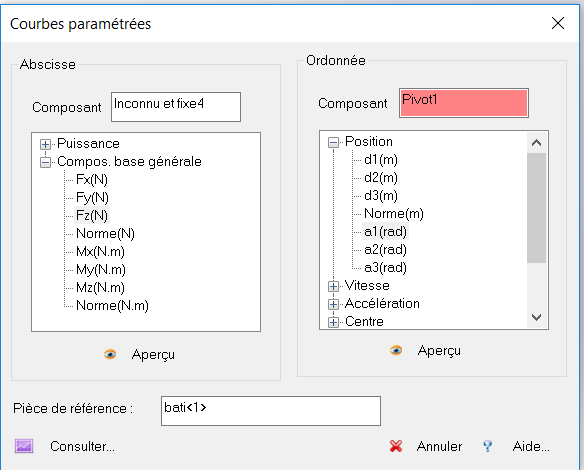 Courbes paramétrées
Abscisse
Composant
Inconnu et fixe4
Puissance
Compos. base générale
Fx(N)
Fy(N)
Fz(N)
Norme(N)
Mx(N.m)
My(N.m)
Mz(N.m)
Norme(N.m)
Aperçu
Ordonnée
Composant
Pivot1
Position
d1(m)
d2(m)
d3(m)
Norme(m)
a1(rad)
a2(rad)
a3(rad)
Vitesse
Accélération
Centre
Aperçu
Pièce de référence :
bati<1>
Consulter...
Annuler
Aide...